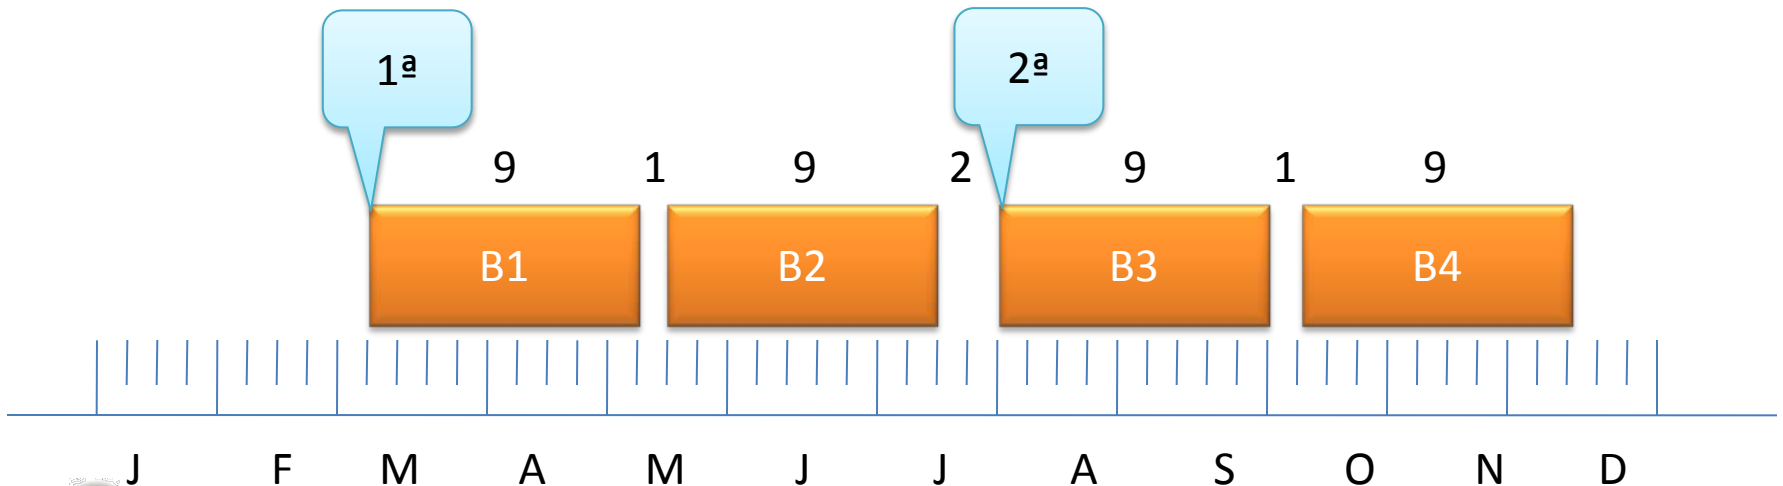 1ª 2ª
9 1 9 2 9 1 9
B1 B2 B3 B4
J F M A M J J A S O N D